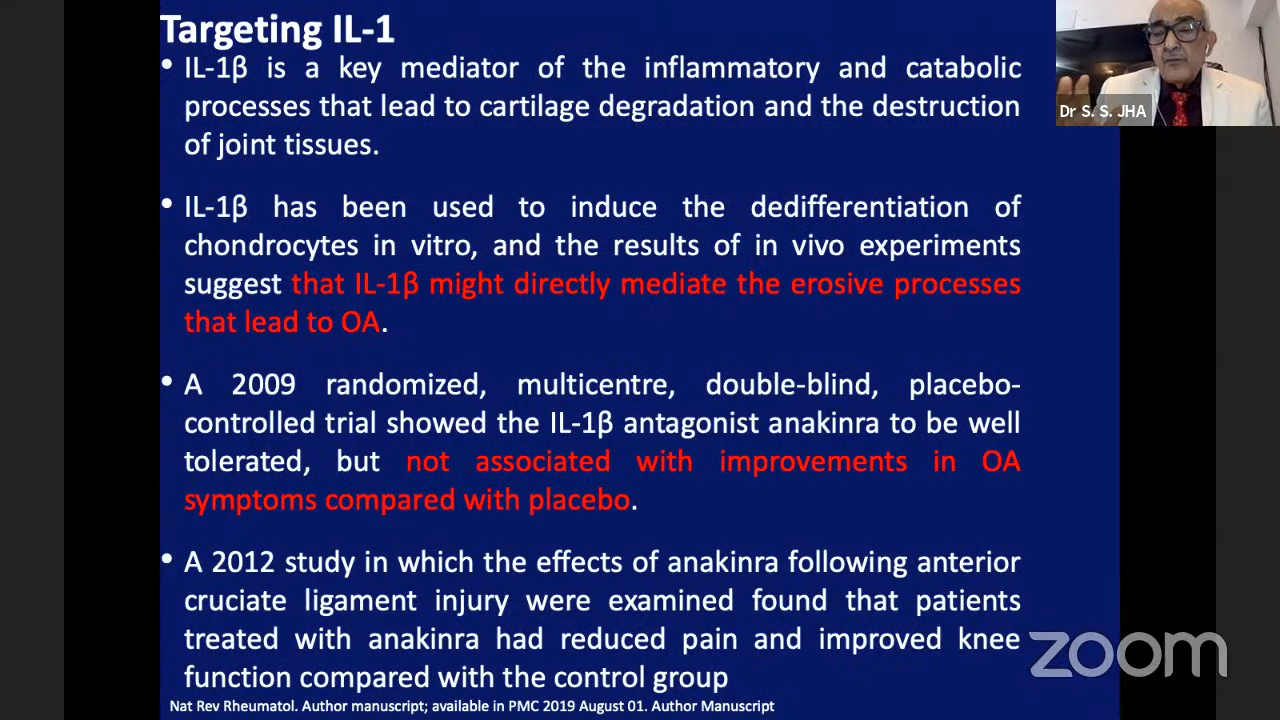 Targeting IL-1
• IL-1β is a key mediator of the inflammatory and catabolic
processes that lead to cartilage degradation and the destruction
of joint tissues.
• IL-1β has been used to induce the dedifferentiation of
chondrocytes in vitro, and the results of in vivo experiments
suggest that IL-1β might directly mediate the erosive processes
that lead to OA.
• A 2009 randomized, multicentre, double-blind, placebo-
controlled trial showed the IL-1β antagonist anakinra to be well
tolerated, but not associated with improvements in OA
symptoms compared with placebo.
• A 2012 study in which the effects of anakinra following anterior
cruciate ligament injury were examined found that patients
treated with anakinra had reduced pain and improved knee
function compared with the control group
Nat Rev Rheumatol. Author manuscript; available in PMC 2019 August 01. Author Manuscript
Dr S. S. JHA
zoom